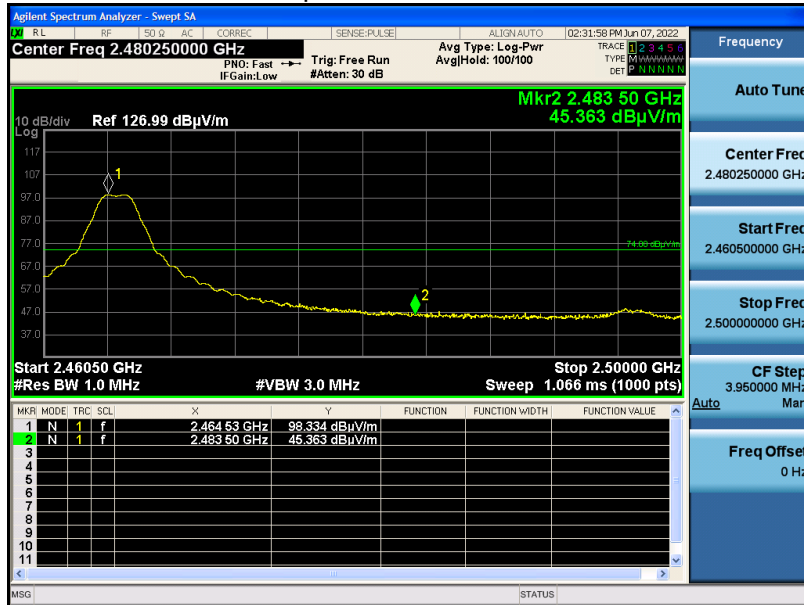 Agilent Spectrum Analyzer - Swept SA
LXI RL RF 50 Ω AC CORREC SENSE:PULSE ALIGN AUTO 02:31:58 PM Jun 07, 2022
Center Freq 2.480250000 GHz
PNO: Fast
IFGain:Low
Trig: Free Run
#Atten: 30 dB
Avg Type: Log-Pwr
Avg|Hold: 100/100
TRACE 1 2 3 4 5 6
TYPE M WWWWW
DET P N N N N N
Mkr2 2.483 50 GHz
45.363 dBµV/m
10 dB/div Ref 126.99 dBµV/m
Log
117
107
97.0
87.0
77.0
67.0
57.0
47.0
37.0
1
2
74.00 dBµV/m
Start 2.46050 GHz Stop 2.50000 GHz
#Res BW 1.0 MHz #VBW 3.0 MHz Sweep 1.066 ms (1000 pts)
MKR MODE TRC SCL X Y FUNCTION FUNCTION WIDTH FUNCTION VALUE
1 N 1 f 2.464 53 GHz 98.334 dBµV/m
2 N 1 f 2.483 50 GHz 45.363 dBµV/m
3
4
5
6
7
8
9
10
11
MSG STATUS
Frequency
Auto Tune
Center Freq
2.480250000 GHz
Start Freq
2.460500000 GHz
Stop Freq
2.500000000 GHz
CF Step
3.950000 MHz
Auto Man
Freq Offset
0 Hz